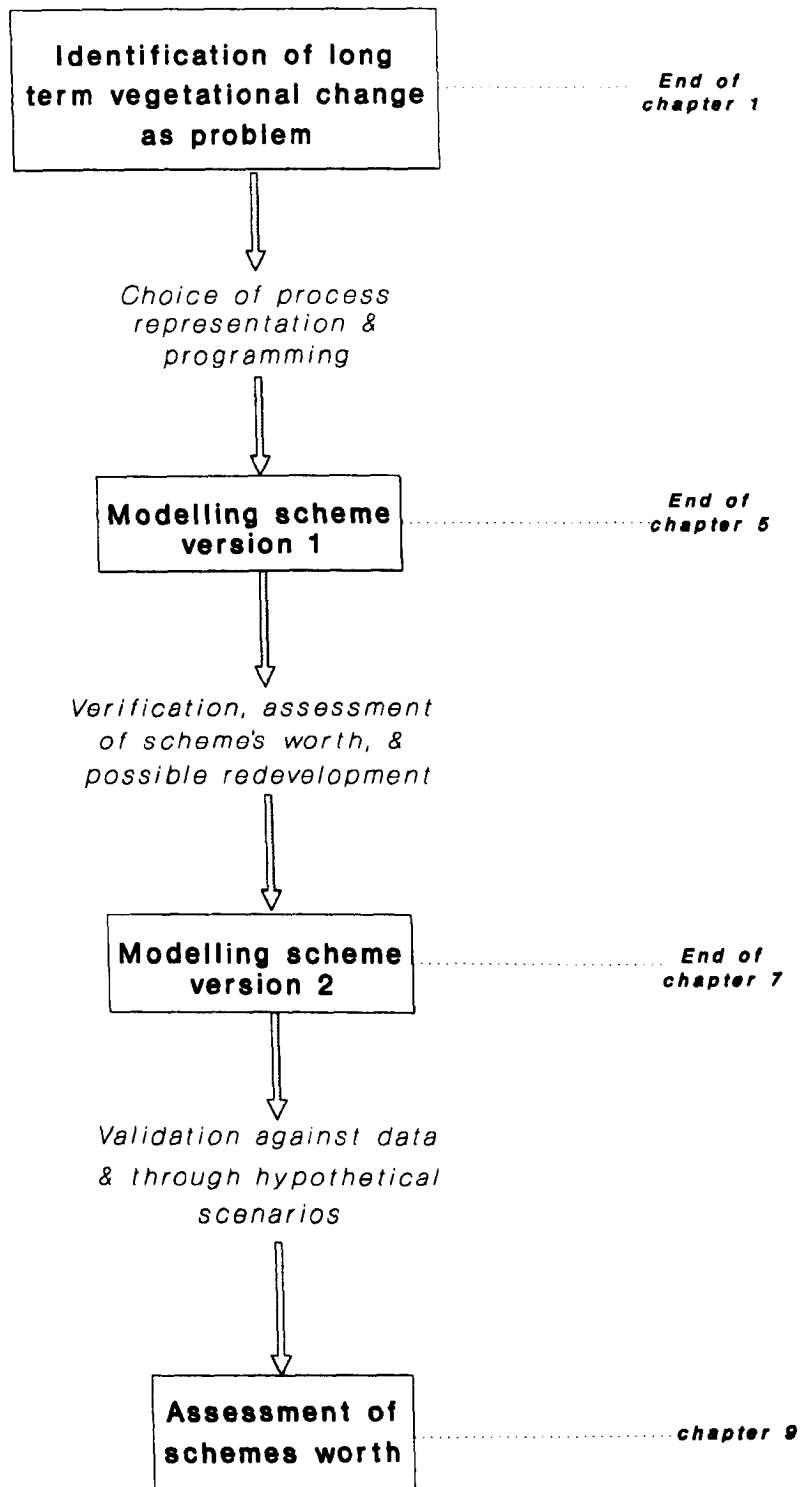 Identification of long
term vegetational change
as problem
End of
chapter 1
Choice of process
representation &
programming
Modelling scheme
version 1
End of
chapter 5
Verification, assessment
of scheme's worth, &
possible redevelopment
Modelling scheme
version 2
End of
chapter 7
Validation against data
& through hypothetical
scenarios
Assessment of
schemes worth
chapter 9